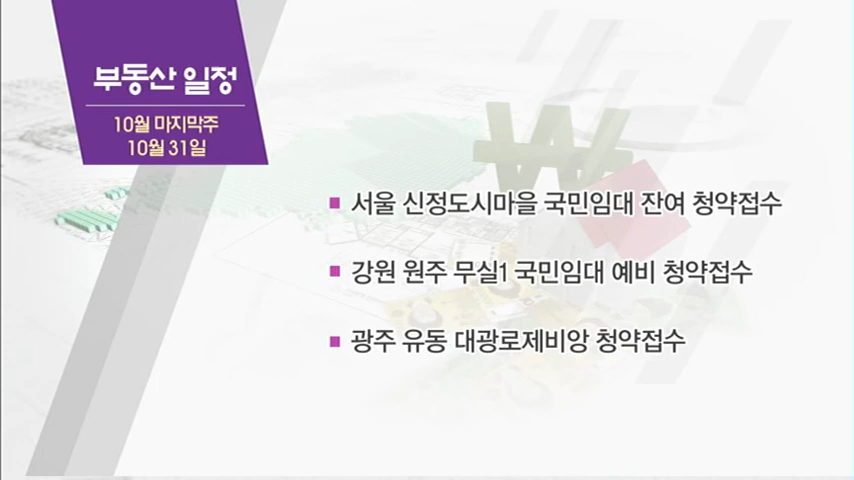 부동산 일정
10월 마지막주
10월 31일
서울 신정도시마을 국민임대 잔여 청약접수
강원 원주 무실1 국민임대 예비 청약접수
광주 유동 대광로제비앙 청약접수